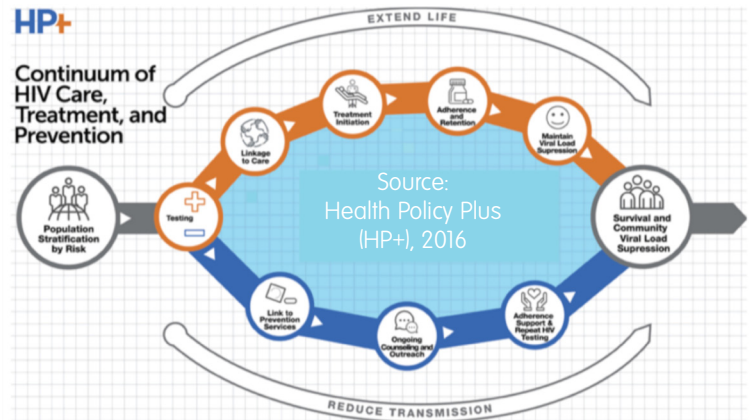 HP+
EXTEND LIFE
Continuum of
HIV Care,
Treatment, and
Prevention
Treatment
Initiation
Adherence
and
Retention
Linkage
to Care
Maintain
Viral Load
Supression
Source:
Health Policy Plus
(HP+), 2016
Population
Stratification
by Risk
Testing
Survival and
Community
Viral Load
Supression
Link to
Prevention
Services
Ongoing
Counseling and
Outreach
Adherence
Support &
Repeat HIV
Testing
REDUCE TRANSMISSION